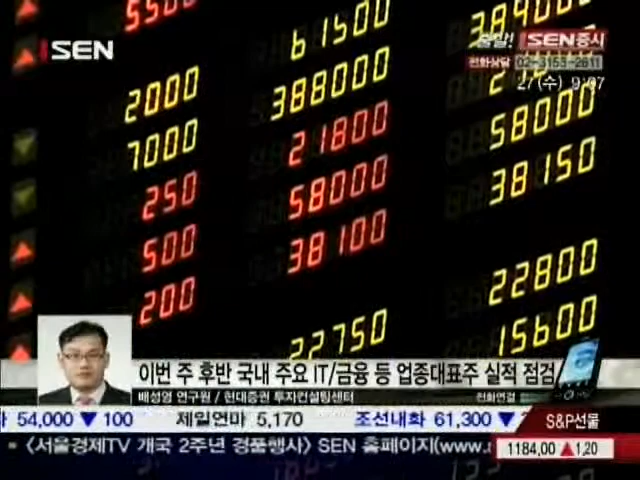 5500
61500
384000
SEN
출발! SEN증시
전화상담 02-3153-2611
27(수) 9:07
2000
388000
7000
21800
58000
250
58000
38150
500
38100
200
22800
22750
15600
이번 주 후반 국내 주요 IT/금융 등 업종대표주 실적 점검
배성영 연구원 / 현대증권 투자컨설팅센터
전화연결
54,000 ▼ 100 제일연마 5,170 조선내화 61,300 ▼
S&P선물
<서울경제TV 개국 2주년 경품행사> SEN 홈페이지(www.
1184,00 ▲1,20